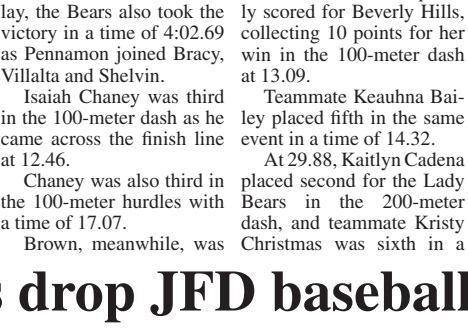 lay, the Bears also took the
victory in a time of 4:02.69
as Pennamon joined Bracy,
Villalta and Shelvin.
Isaiah Chaney was third
in the 100-meter dash as he
came across the finish line
at 12.46.
Chaney was also third in
the 100-meter hurdles with
a time of 17.07.
Brown, meanwhile, was
ly scored for Beverly Hills,
collecting 10 points for her
win in the 100-meter dash
at 13.09.
Teammate Keauhna Bai-
ley placed fifth in the same
event in a time of 14.32.
At 29.88, Kaitlyn Cadena
placed second for the Lady
Bears in the 200-meter
dash, and teammate Kristy
Christmas was sixth in a
s drop JFD baseball